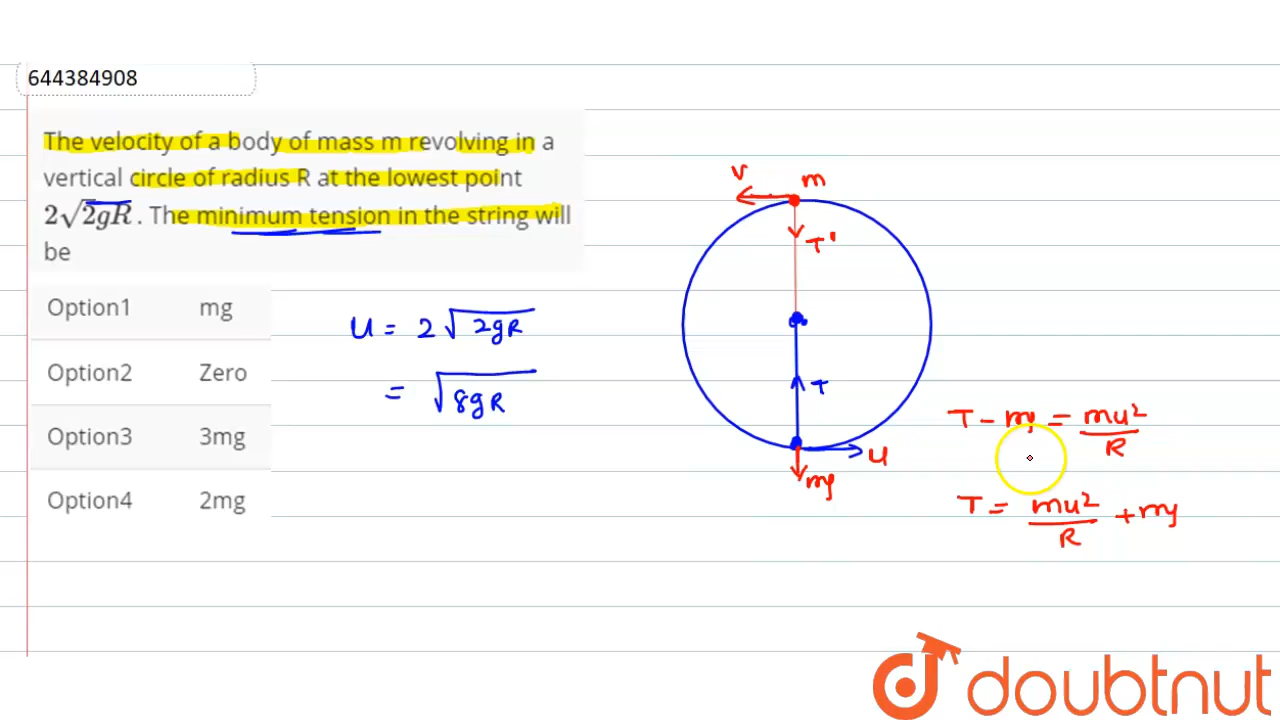 644384908
The velocity of a body of mass m revolving in a
vertical circle of radius R at the lowest point
2√2gR . The minimum tension in the string will
be
Option1 mg
Option2 Zero
Option3 3mg
Option4 2mg
u = 2 √2gR
= √8gR
v
m
T'
T
u
mg
T - mg = mu²/R
T = mu²/R + mg
doubtnut